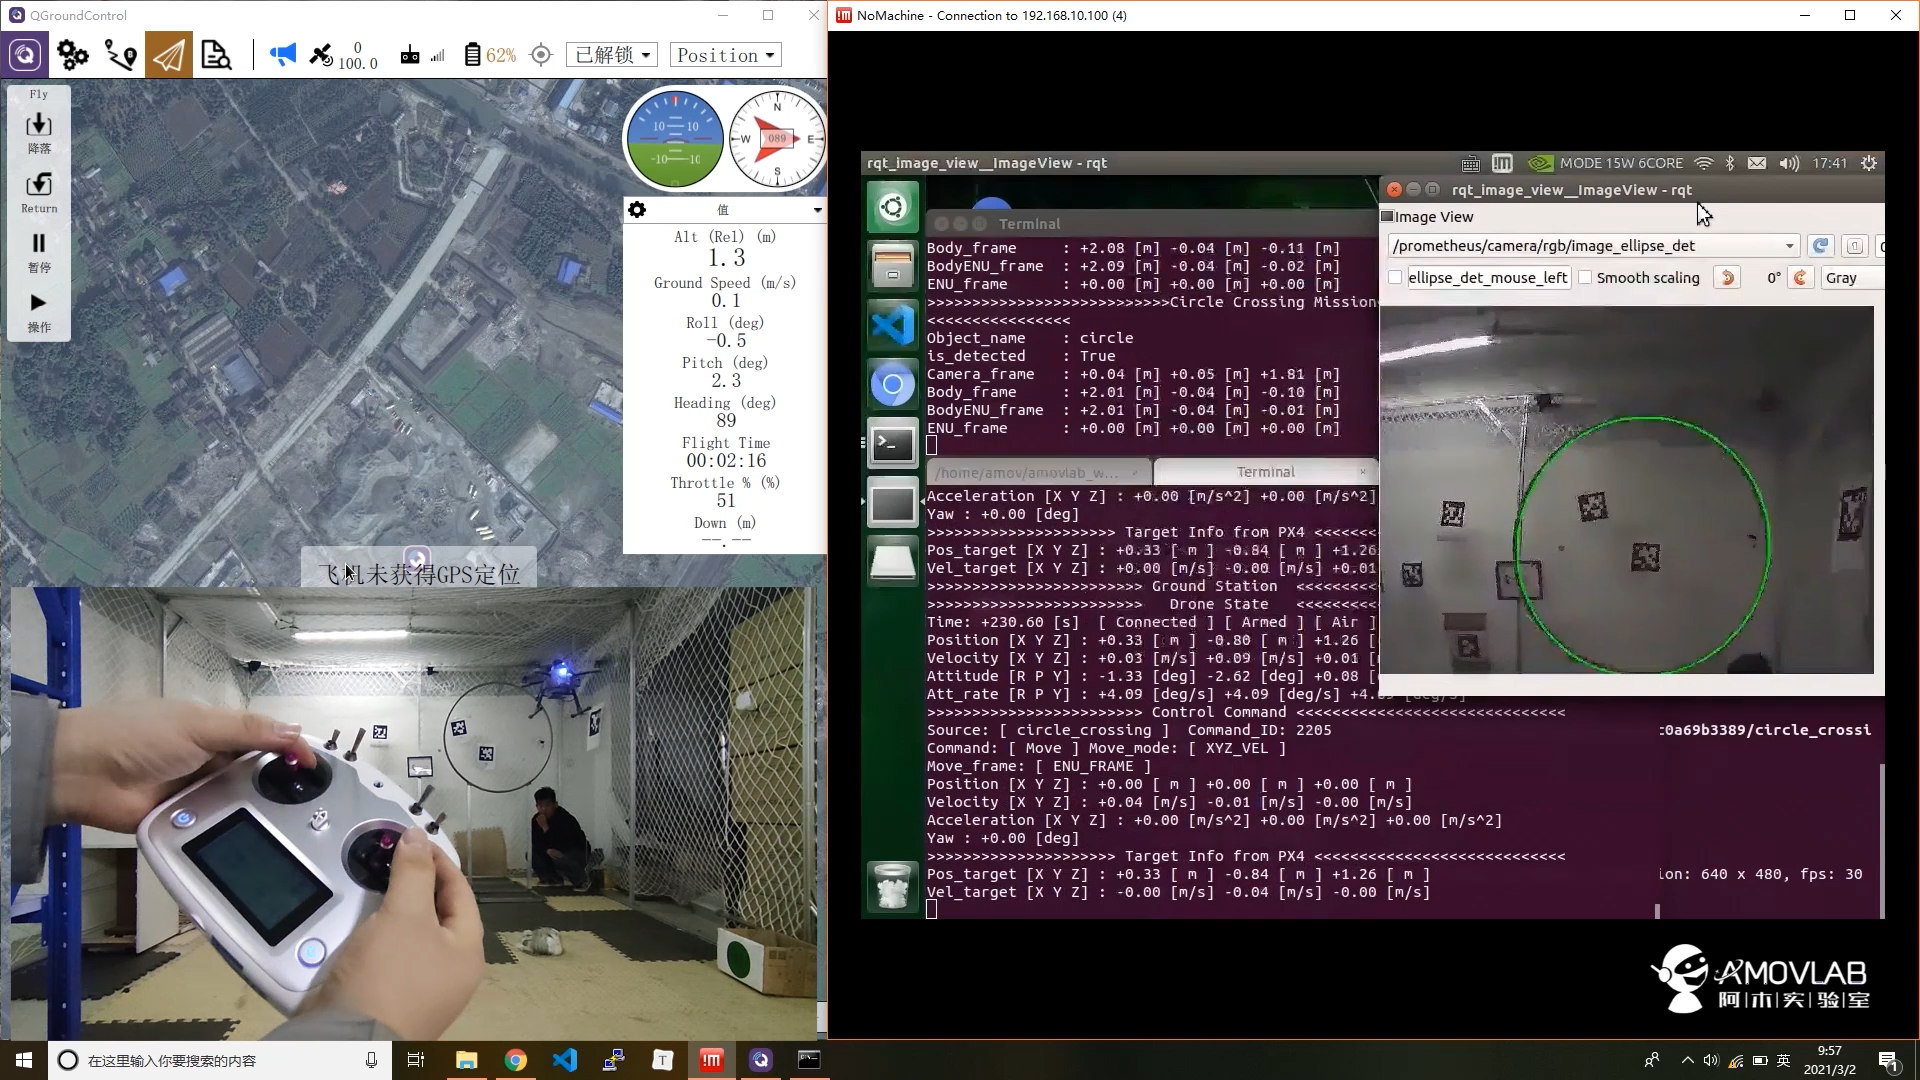 QGroundControl
0
100.0
62%
已解锁
Position
Fly
降落
Return
暂停
操作
10 10
-10 10
N
W 089 E
S
值
Alt (Rel) (m)
1.3
Ground Speed (m/s)
0.1
Roll (deg)
-0.5
Pitch (deg)
2.3
Heading (deg)
89
Flight Time
00:02:16
Throttle % (%)
51
Down (m)
--.--
飞机未获得GPS定位
NoMachine - Connection to 192.168.10.100 (4)
rqt_image_view__ImageView - rqt
MODE 15W 6CORE
17:41
Terminal
Body_frame : +2.08 [m] -0.04 [m] -0.11 [m]
BodyENU_frame : +2.09 [m] -0.04 [m] -0.02 [m]
ENU_frame : +0.00 [m] +0.00 [m] +0.00 [m]
>>>>>>>>>>>>>>>>>>>>>>>>>>>Circle Crossing Mission
<<<<<<<<<<<<<<<<
Object_name : circle
is_detected : True
Camera_frame : +0.04 [m] +0.05 [m] +1.81 [m]
Body_frame : +2.01 [m] -0.04 [m] -0.10 [m]
BodyENU_frame : +2.01 [m] -0.04 [m] -0.01 [m]
ENU_frame : +0.00 [m] +0.00 [m] +0.00 [m]
/home/amov/amovlab_w...
Terminal
Acceleration [X Y Z] : +0.00 [m/s^2] +0.00 [m/s^2]
Yaw : +0.00 [deg]
>>>>>>>>>>>>>>>>>>>>> Target Info from PX4 <<<<<<<
Pos_target [X Y Z] : +0.33 [ m ] -0.84 [ m ] +1.26
Vel_target [X Y Z] : +0.00 [m/s] -0.00 [m/s] +0.01
>>>>>>>>>>>>>>>>>>>>>>>> Ground Station <<<<<<<<<
>>>>>>>>>>>>>>>>>>>>>>>> Drone State <<<<<<<<<
Time: +230.60 [s] [ Connected ] [ Armed ] [ Air ]
Position [X Y Z] : +0.33 [ m ] -0.80 [ m ] +1.26 [
Velocity [X Y Z] : +0.03 [m/s] +0.09 [m/s] +0.01 [
Attitude [R P Y] : -1.33 [deg] -2.62 [deg] +0.08 [
Att_rate [R P Y] : +4.09 [deg/s] +4.09 [deg/s] [deg/s]
>>>>>>>>>>>>>>>>>>>>>>>> Control Command <<<<<<<<<<<<<<<<<<<<<<<<<<<<<<
Source: [ circle_crossing ] Command_ID: 2205
Command: [ Move ] Move_mode: [ XYZ_VEL ]
Move_frame: [ ENU_FRAME ]
Position [X Y Z] : +0.00 [ m ] +0.00 [ m ] +0.00 [ m ]
Velocity [X Y Z] : +0.04 [m/s] -0.01 [m/s] -0.00 [m/s]
Acceleration [X Y Z] : +0.00 [m/s^2] +0.00 [m/s^2] +0.00 [m/s^2]
Yaw : +0.00 [deg]
>>>>>>>>>>>>>>>>>>>>> Target Info from PX4 <<<<<<<<<<<<<<<<<<<<<<<<<<<<
Pos_target [X Y Z] : +0.33 [ m ] -0.84 [ m ] +1.26 [ m ]
Vel_target [X Y Z] : -0.00 [m/s] -0.04 [m/s] -0.00 [m/s]
rqt_image_view__ImageView - rqt
Image View
/prometheus/camera/rgb/image_ellipse_det
ellipse_det_mouse_left
Smooth scaling
0°
Gray
:0a69b3389/circle_crossi
ion: 640 x 480, fps: 30
AMOVLAB
阿木实验室
在这里输入你要搜索的内容
英
9:57
2021/3/2
1